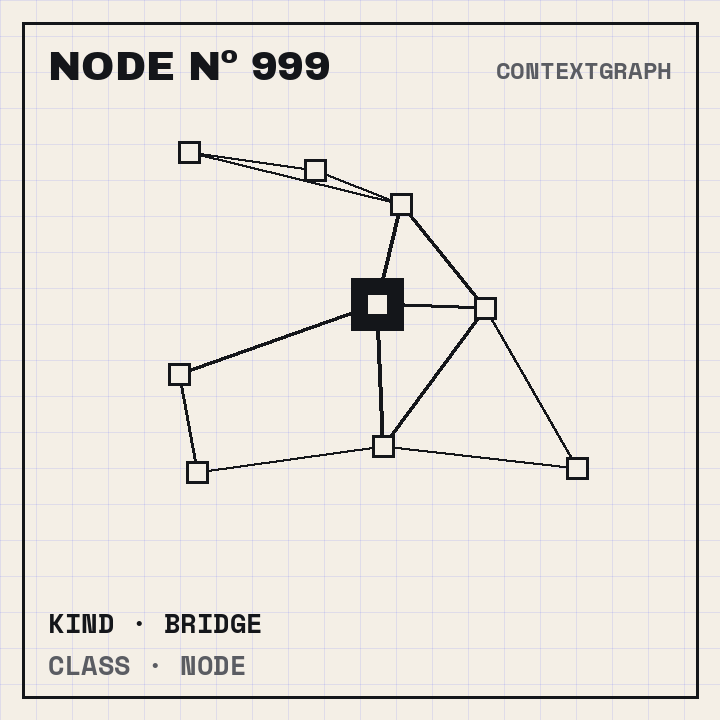 NODE Nº 999
CONTEXTGRAPH
KIND · BRIDGE
CLASS · NODE